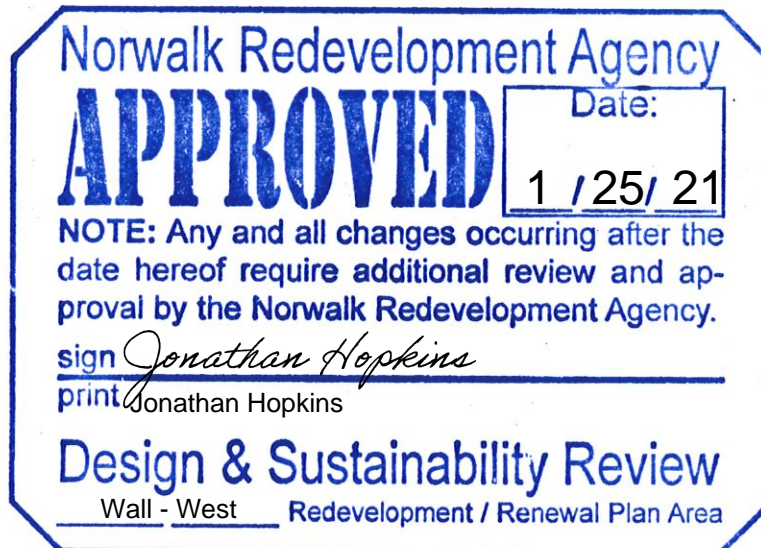 Norwalk Redevelopment Agency
APPROVED
Date:
1 / 25 / 21
NOTE: Any and all changes occurring after the
date hereof require additional review and ap-
proval by the Norwalk Redevelopment Agency.
sign Jonathan Hopkins
print Jonathan Hopkins
Design & Sustainability Review
Wall - West Redevelopment / Renewal Plan Area